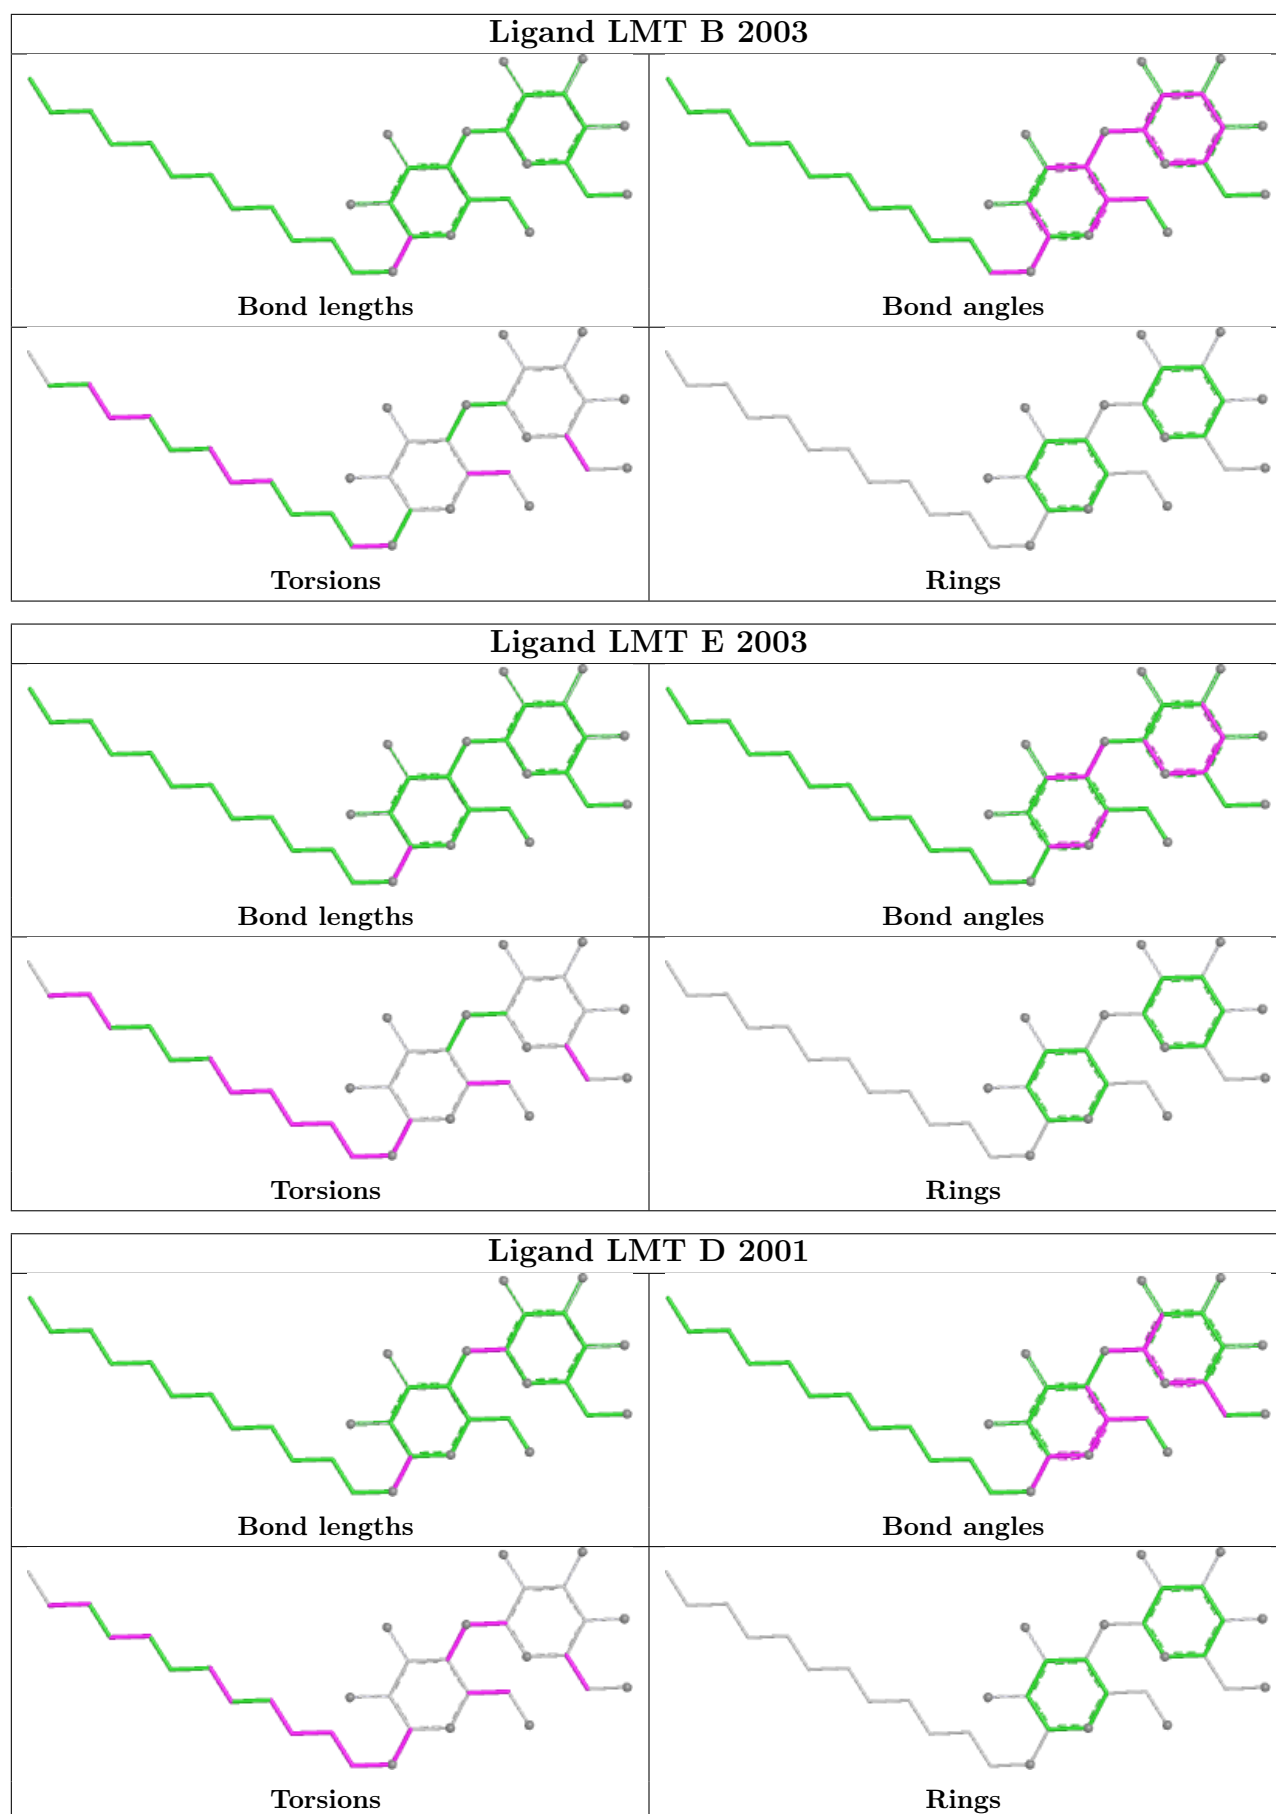 Ligand LMT B 2003
Bond lengths
Bond angles
Torsions
Rings
Ligand LMT E 2003
Bond lengths
Bond angles
Torsions
Rings
Ligand LMT D 2001
Bond lengths
Bond angles
Torsions
Rings